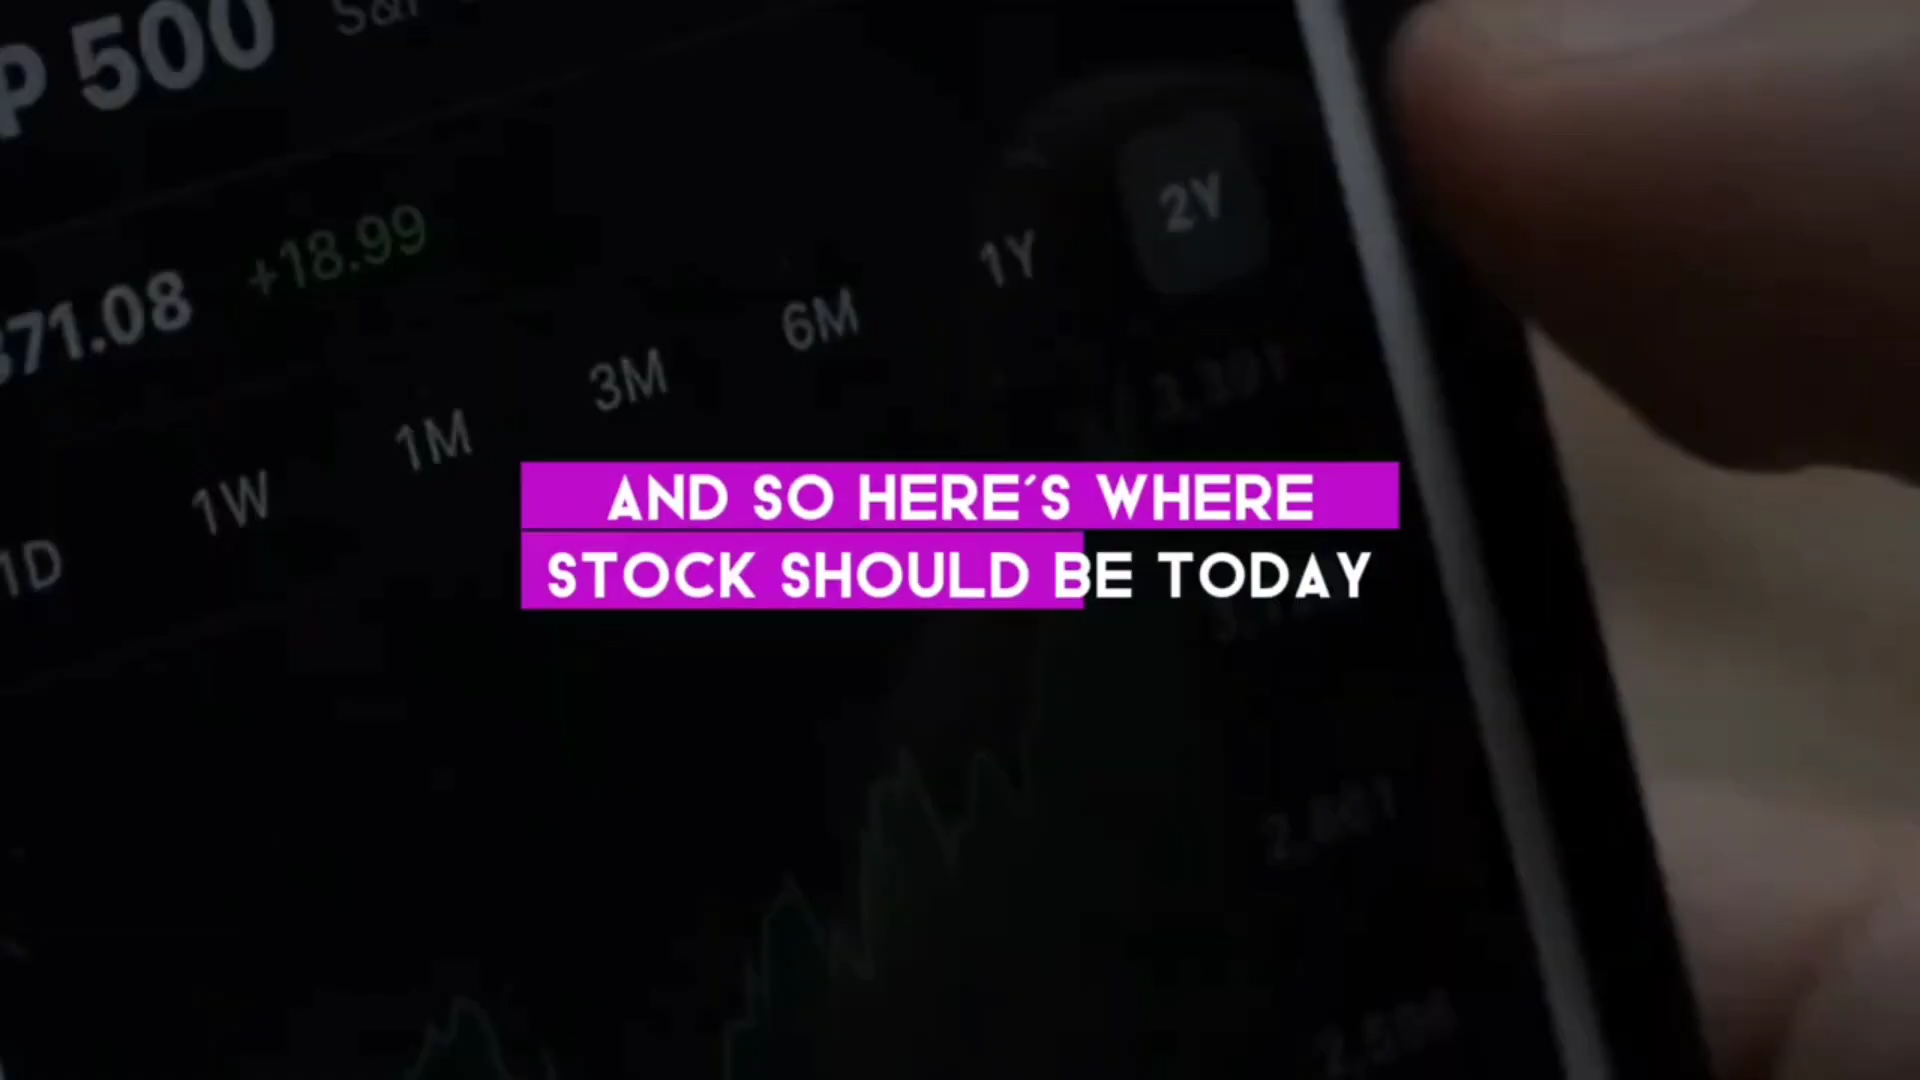 P 500
S&P
371.08 +18.99
1D 1W 1M 3M 6M 1Y 2Y
AND SO HERE'S WHERE
STOCK SHOULD BE TODAY